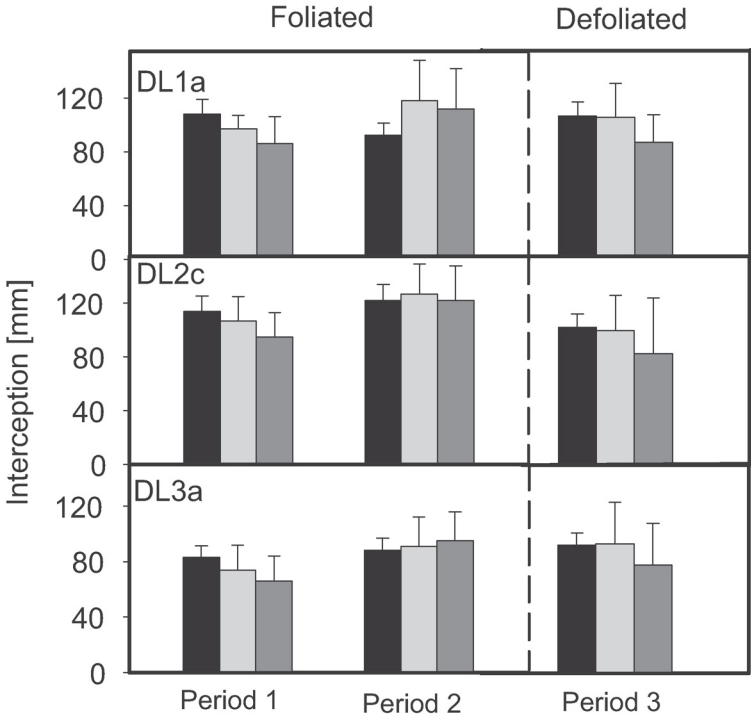 Foliated Defoliated
DL1a
120
80
40
0
DL2c
120
80
40
0
DL3a
120
80
40
0
Interception [mm]
Period 1 Period 2 Period 3